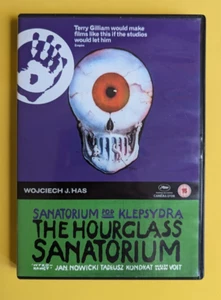 Terry Gilliam would make
films like this if the studios
would let him
WOJCIECH J. HAS
15
SANATORIUM POD KLEPSYDRĄ
THE HOURGLASS
SANATORIUM
JAN NOWICKI TADEUSZ KONDRAT VOIT